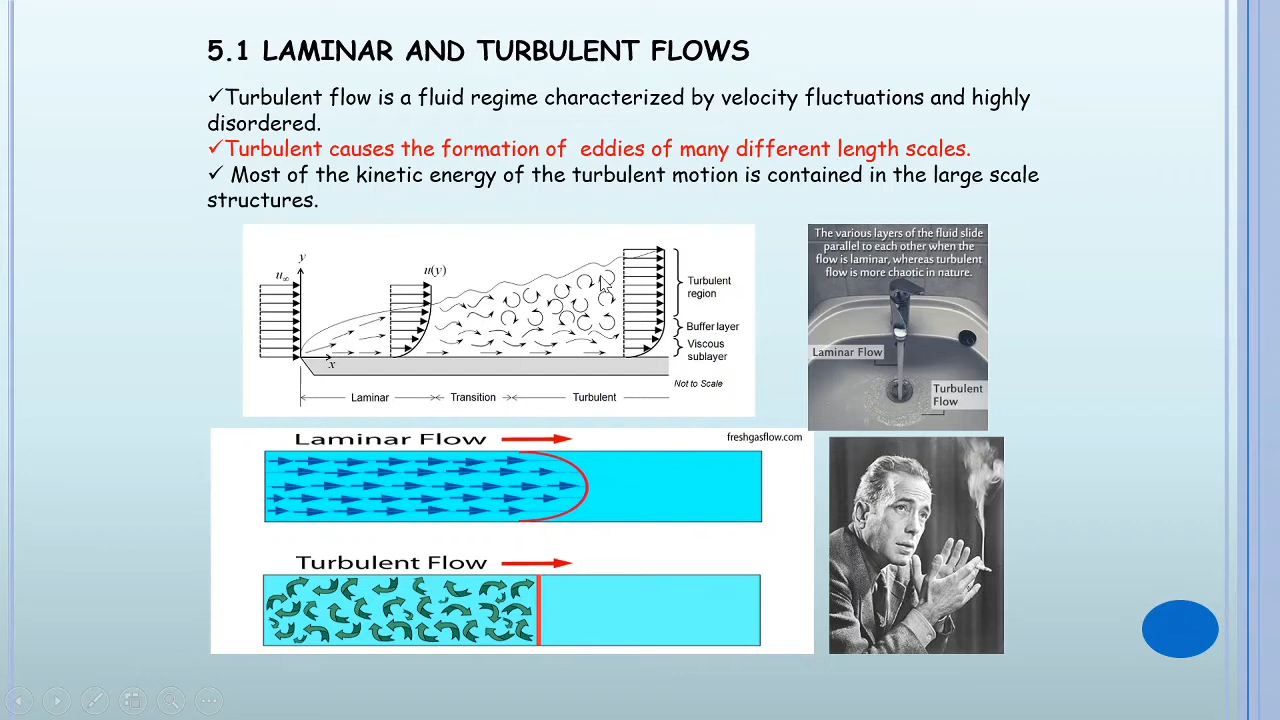 5.1 LAMINAR AND TURBULENT FLOWS
✓Turbulent flow is a fluid regime characterized by velocity fluctuations and highly
disordered.
✓Turbulent causes the formation of eddies of many different length scales.
✓ Most of the kinetic energy of the turbulent motion is contained in the large scale
structures.
y
u∞
u(y)
x
Turbulent
region
Buffer layer
Viscous
sublayer
Not to Scale
Laminar
Transition
Turbulent
The various layers of the fluid slide
parallel to each other when the
flow is laminar, whereas turbulent
flow is more chaotic in nature.
Laminar Flow
Turbulent
Flow
Laminar Flow
freshgasflow.com
Turbulent Flow